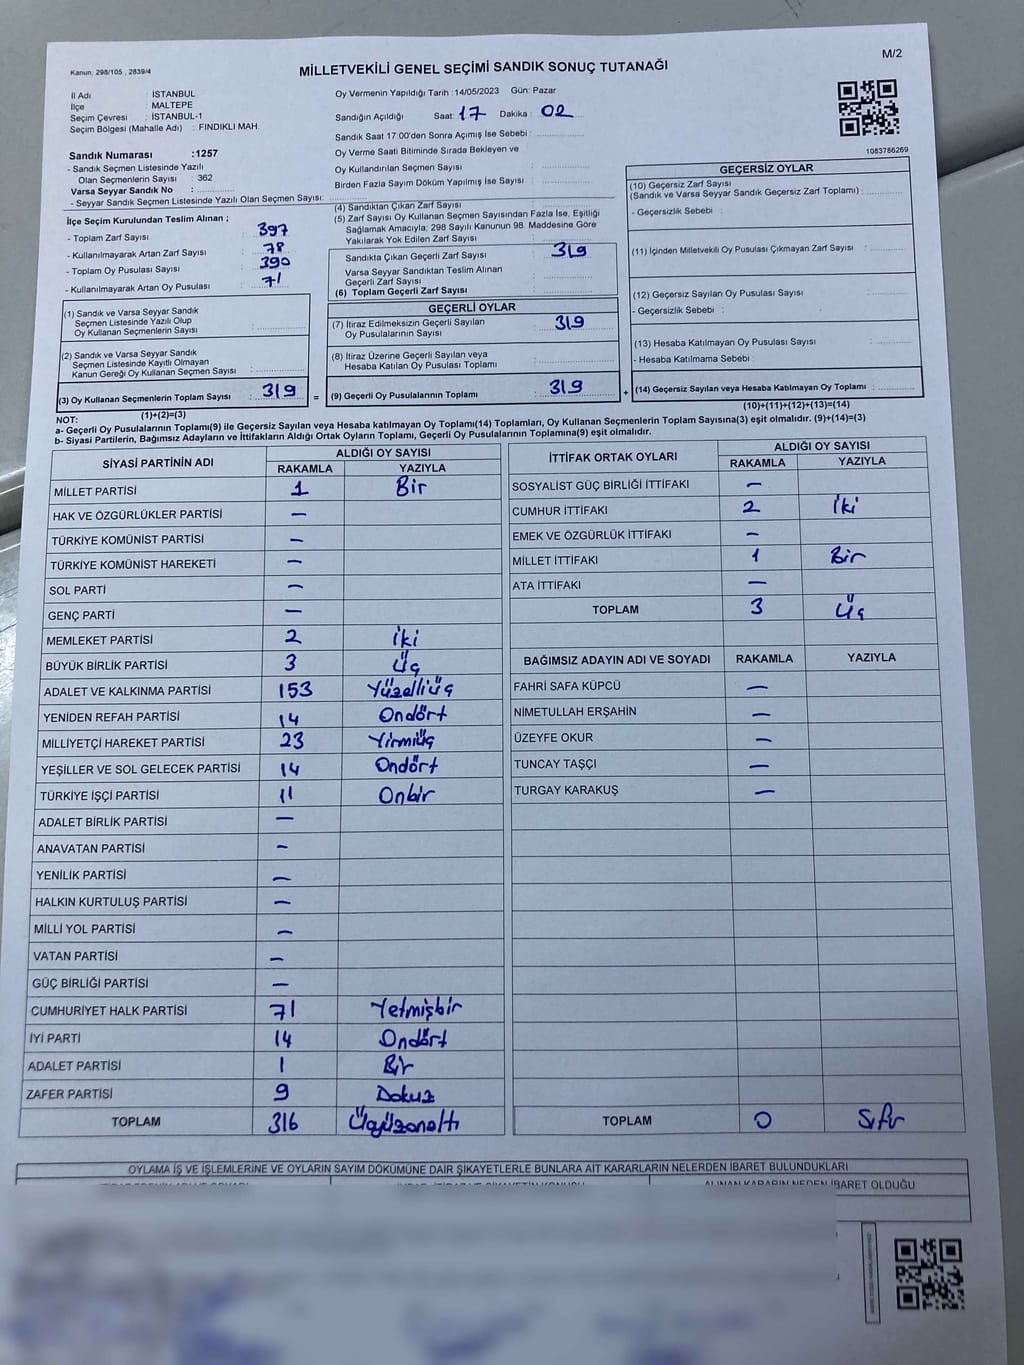 Kanun: 298/105 , 2839/4
M/2
MİLLETVEKİLİ GENEL SEÇİMİ SANDIK SONUÇ TUTANAĞI
İl Adı : İSTANBUL
İlçe : MALTEPE
Seçim Çevresi : İSTANBUL-1
Seçim Bölgesi (Mahalle Adı) : FINDIKLI MAH.
Oy Vermenin Yapıldığı Tarih :14/05/2023 Gün: Pazar
Sandığın Açıldığı Saat: 17 Dakika : 02
Sandık Saat 17:00'den Sonra Açımış İse Sebebi :
Oy Verme Saati Bitiminde Sırada Bekleyen ve
Oy Kullandırılan Seçmen Sayısı :
Birden Fazla Sayım Döküm Yapılmış İse Sayısı :
1083786269
Sandık Numarası :1257
- Sandık Seçmen Listesinde Yazılı
Olan Seçmenlerin Sayısı : 362
Varsa Seyyar Sandık No :
- Seyyar Sandık Seçmen Listesinde Yazılı Olan Seçmen Sayısı:
İlçe Seçim Kurulundan Teslim Alınan ;
- Toplam Zarf Sayısı : 397
- Kullanılmayarak Artan Zarf Sayısı : 78
- Toplam Oy Pusulası Sayısı : 390
- Kullanılmayarak Artan Oy Pusulası : 71
(1) Sandık ve Varsa Seyyar Sandık
Seçmen Listesinde Yazılı Olup
Oy Kullanan Seçmenlerin Sayısı :
(2) Sandık ve Varsa Seyyar Sandık
Seçmen Listesinde Kayıtlı Olmayan
Kanun Gereği Oy Kullanan Seçmen Sayısı :
(3) Oy Kullanan Seçmenlerin Toplam Sayısı : 319
(1)+(2)=(3)
(4) Sandıktan Çıkan Zarf Sayısı :
(5) Zarf Sayısı Oy Kullanan Seçmen Sayısından Fazla İse, Eşitliği
Sağlamak Amacıyla; 298 Sayılı Kanunun 98. Maddesine Göre
Yakılarak Yok Edilen Zarf Sayısı :
Sandıkta Çıkan Geçerli Zarf Sayısı : 319
Varsa Seyyar Sandıktan Teslim Alınan
Geçerli Zarf Sayısı :
(6) Toplam Geçerli Zarf Sayısı :
GEÇERLİ OYLAR
(7) İtiraz Edilmeksizin Geçerli Sayılan
Oy Pusulalarının Sayısı : 319
(8) İtiraz Üzerine Geçerli Sayılan veya
Hesaba Katılan Oy Pusulası Toplamı :
= (9) Geçerli Oy Pusulalarının Toplamı : 319 +
GEÇERSİZ OYLAR
(10) Geçersiz Zarf Sayısı
(Sandık ve Varsa Seyyar Sandık Geçersiz Zarf Toplamı) :
- Geçersizlik Sebebi :
(11) İçinden Milletvekili Oy Pusulası Çıkmayan Zarf Sayısı :
(12) Geçersiz Sayılan Oy Pusulası Sayısı :
- Geçersizlik Sebebi :
(13) Hesaba Katılmayan Oy Pusulası Sayısı :
- Hesaba Katılmama Sebebi :
(14) Geçersiz Sayılan veya Hesaba Katılmayan Oy Toplamı :
(10)+(11)+(12)+(13)=(14)
NOT:
a- Geçerli Oy Pusulalarının Toplamı(9) ile Geçersiz Sayılan veya Hesaba katılmayan Oy Toplamı(14) Toplamları, Oy Kullanan Seçmenlerin Toplam Sayısına(3) eşit olmalıdır. (9)+(14)=(3)
b- Siyasi Partilerin, Bağımsız Adayların ve İttifakların Aldığı Ortak Oyların Toplamı, Geçerli Oy Pusulalarının Toplamına(9) eşit olmalıdır.
SİYASİ PARTİNİN ADI ALDIĞI OY SAYISI
RAKAMLA YAZIYLA
MİLLET PARTİSİ 1 Bir
HAK VE ÖZGÜRLÜKLER PARTİSİ —
TÜRKİYE KOMÜNİST PARTİSİ —
TÜRKİYE KOMÜNİST HAREKETİ —
SOL PARTİ —
GENÇ PARTİ —
MEMLEKET PARTİSİ 2 İki
BÜYÜK BİRLİK PARTİSİ 3 Üç
ADALET VE KALKINMA PARTİSİ 153 Yüzelliüç
YENİDEN REFAH PARTİSİ 14 Ondört
MİLLİYETÇİ HAREKET PARTİSİ 23 Yirmiüç
YEŞİLLER VE SOL GELECEK PARTİSİ 14 Ondört
TÜRKİYE İŞÇİ PARTİSİ 11 Onbir
ADALET BİRLİK PARTİSİ —
ANAVATAN PARTİSİ —
YENİLİK PARTİSİ —
HALKIN KURTULUŞ PARTİSİ —
MİLLİ YOL PARTİSİ —
VATAN PARTİSİ —
GÜÇ BİRLİĞİ PARTİSİ —
CUMHURİYET HALK PARTİSİ 71 Yetmişbir
İYİ PARTİ 14 Ondört
ADALET PARTİSİ 1 Bir
ZAFER PARTİSİ 9 Dokuz
TOPLAM 316 Üçyüzonaltı
İTTİFAK ORTAK OYLARI ALDIĞI OY SAYISI
RAKAMLA YAZIYLA
SOSYALİST GÜÇ BİRLİĞİ İTTİFAKI —
CUMHUR İTTİFAKI 2 İki
EMEK VE ÖZGÜRLÜK İTTİFAKI —
MİLLET İTTİFAKI 1 Bir
ATA İTTİFAKI —
TOPLAM 3 Üç
BAĞIMSIZ ADAYIN ADI VE SOYADI RAKAMLA YAZIYLA
FAHRİ SAFA KÜPCÜ —
NİMETULLAH ERŞAHİN —
ÜZEYFE OKUR —
TUNCAY TAŞÇI —
TURGAY KARAKUŞ —
TOPLAM 0 Sıfır
OYLAMA İŞ VE İŞLEMLERİNE VE OYLARIN SAYIM DÖKÜMÜNE DAİR ŞİKAYETLERLE BUNLARA AİT KARARLARIN NELERDEN İBARET BULUNDUKLARI
ALINAN KARARIN NEDEN İBARET OLDUĞU